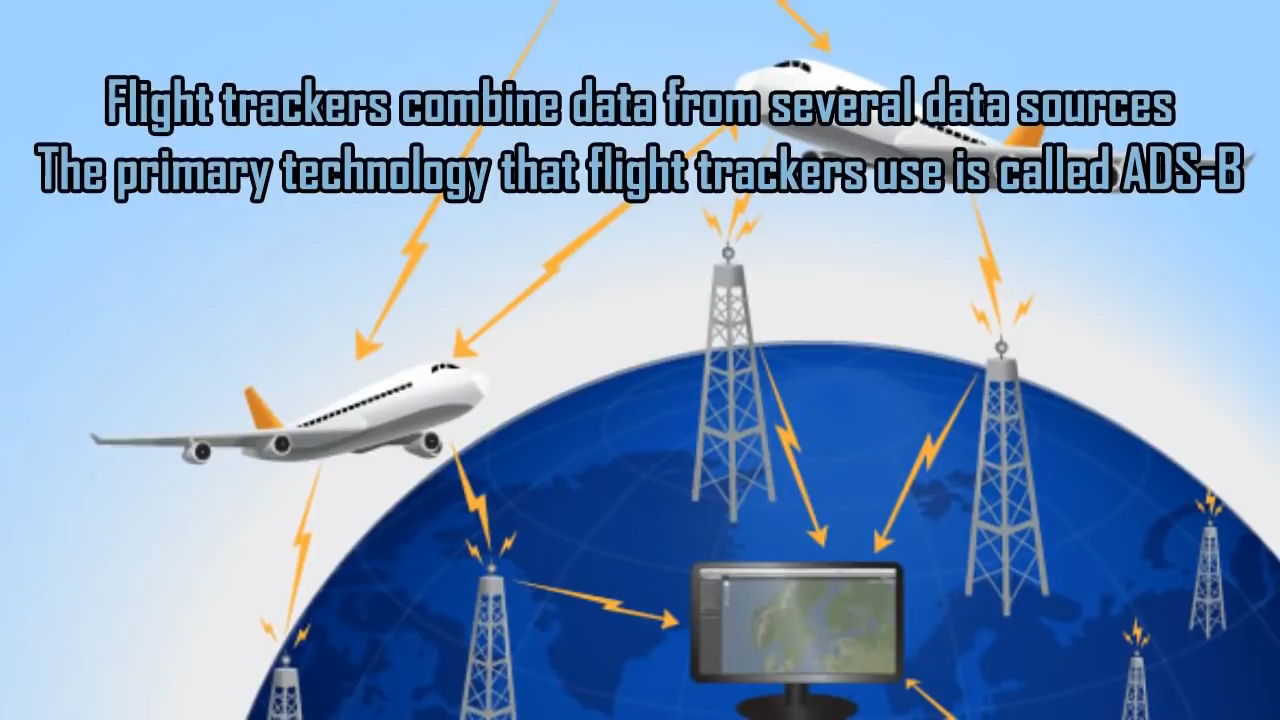 Flight trackers combine data from several data sources
The primary technology that flight trackers use is called ADS-B